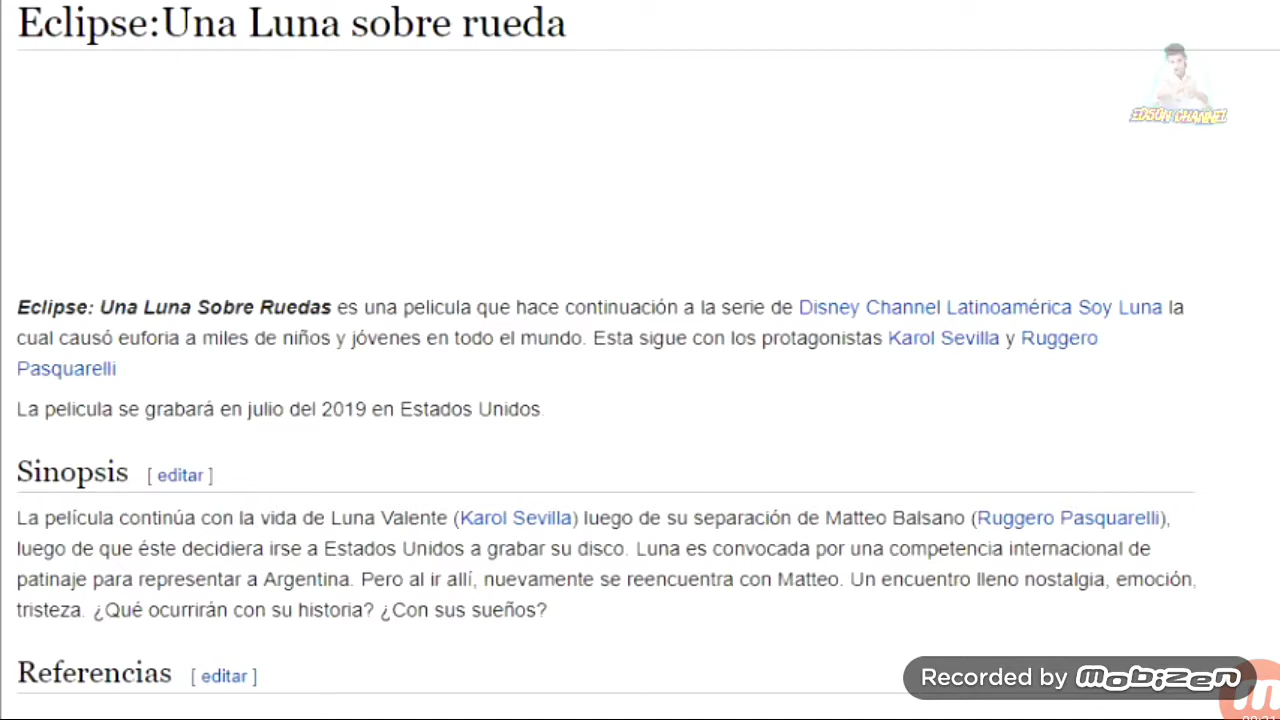 Eclipse:Una Luna sobre rueda
EDSON CHANNEL
Eclipse: Una Luna Sobre Ruedas es una pelicula que hace continuación a la serie de Disney Channel Latinoamérica Soy Luna la
cual causó euforia a miles de niños y jóvenes en todo el mundo. Esta sigue con los protagonistas Karol Sevilla y Ruggero
Pasquarelli
La pelicula se grabará en julio del 2019 en Estados Unidos.
Sinopsis [ editar ]
La película continúa con la vida de Luna Valente (Karol Sevilla) luego de su separación de Matteo Balsano (Ruggero Pasquarelli),
luego de que éste decidiera irse a Estados Unidos a grabar su disco. Luna es convocada por una competencia internacional de
patinaje para representar a Argentina. Pero al ir allí, nuevamente se reencuentra con Matteo. Un encuentro lleno nostalgia, emoción,
tristeza. ¿Qué ocurrirán con su historia? ¿Con sus sueños?
Referencias [ editar ]
Recorded by mobizen